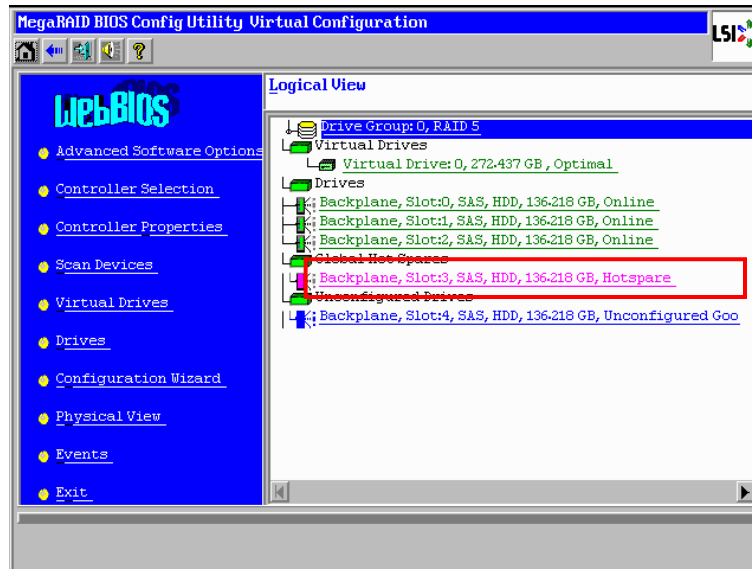 MegaRAID BIOS Config Utility Virtual Configuration
LSI
WebBIOS
Advanced Software Options
Controller Selection
Controller Properties
Scan Devices
Virtual Drives
Drives
Configuration Wizard
Physical View
Events
Exit
Logical View
Drive Group: 0, RAID 5
Virtual Drives
Virtual Drive: 0, 272.437 GB, Optimal
Drives
Backplane, Slot:0, SAS, HDD, 136.218 GB, Online
Backplane, Slot:1, SAS, HDD, 136.218 GB, Online
Backplane, Slot:2, SAS, HDD, 136.218 GB, Online
Global Hot Spares
Backplane, Slot:3, SAS, HDD, 136.218 GB, Hotspare
Unconfigured Drives
Backplane, Slot:4, SAS, HDD, 136.218 GB, Unconfigured Goo